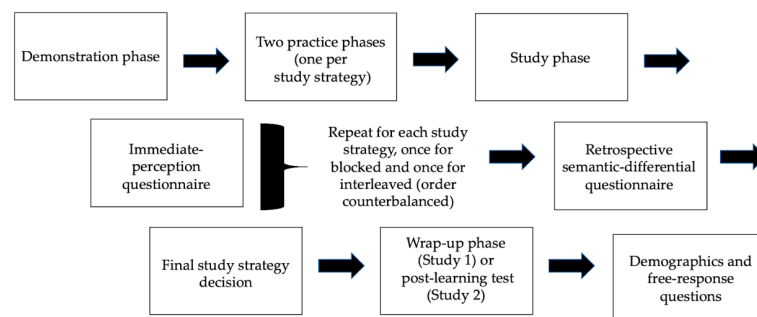 Demonstration phase
Two practice phases
(one per
study strategy)
Study phase
Immediate-
perception
questionnaire
Repeat for each study
strategy, once for
blocked and once for
interleaved (order
counterbalanced)
Retrospective
semantic-differential
questionnaire
Final study strategy
decision
Wrap-up phase
(Study 1) or
post-learning test
(Study 2)
Demographics and
free-response
questions